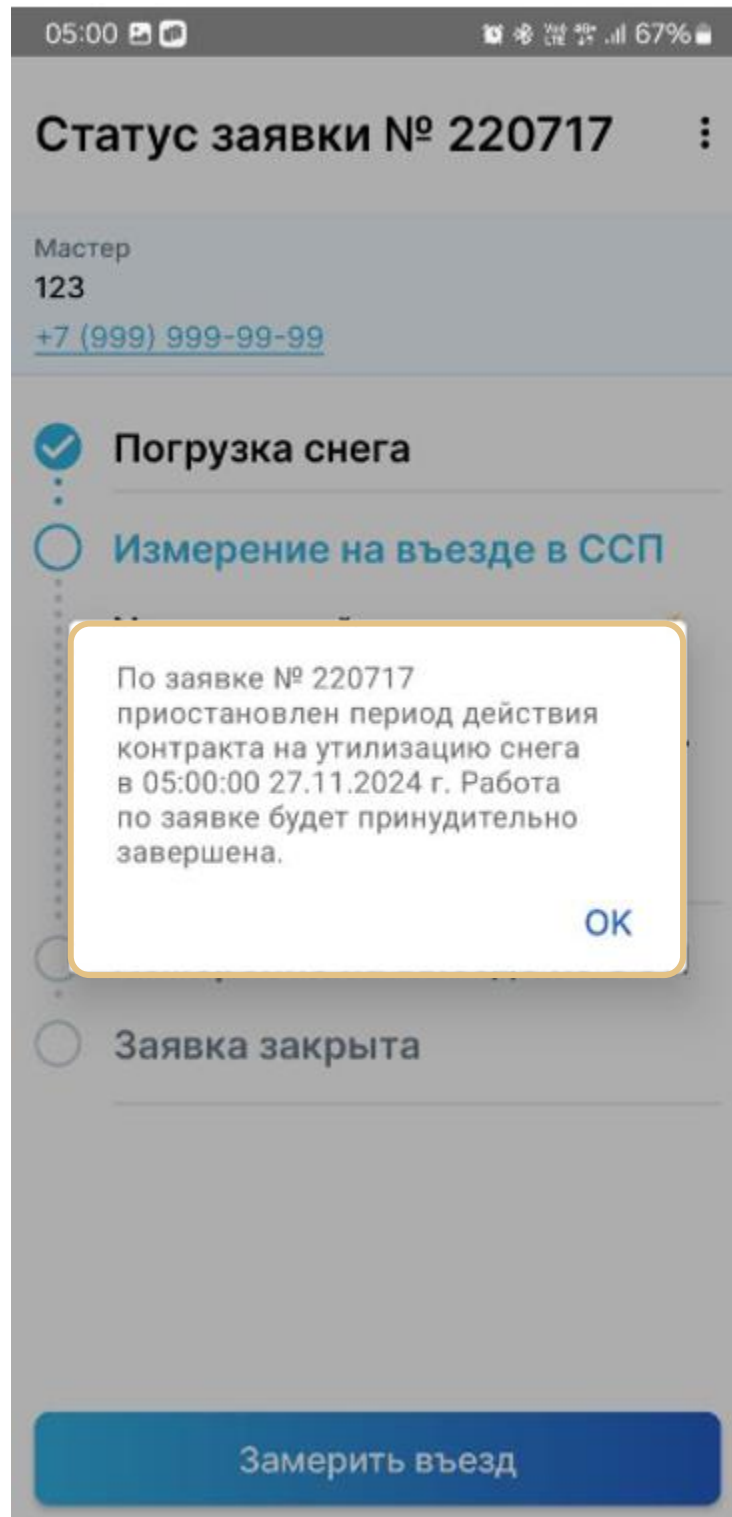 05:00 67%
Статус заявки № 220717
Мастер
123
+7 (999) 999-99-99
Погрузка снега
Измерение на въезде в ССП
По заявке № 220717
приостановлен период действия
контракта на утилизацию снега
в 05:00:00 27.11.2024 г. Работа
по заявке будет принудительно
завершена.
OK
Заявка закрыта
Замерить въезд